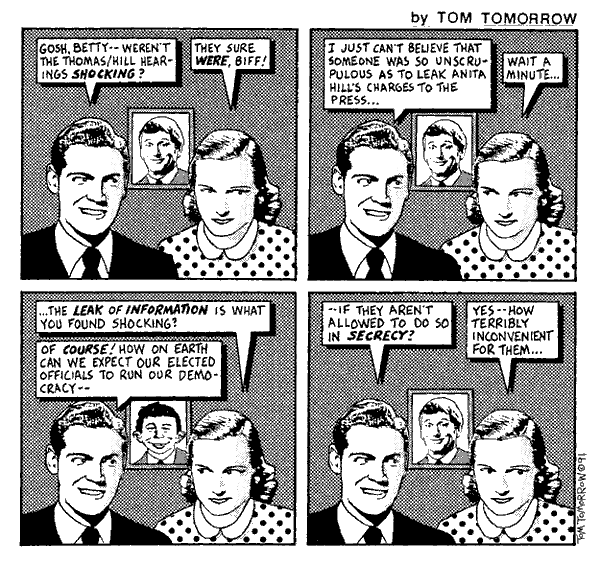 by TOM TOMORROW
GOSH, BETTY-- WEREN'T
THE THOMAS/HILL HEAR-
INGS SHOCKING?
THEY SURE
WERE, BIFF!
I JUST CAN'T BELIEVE THAT
SOMEONE WAS SO UNSCRU-
PULOUS AS TO LEAK ANITA
HILL'S CHARGES TO THE
PRESS...
WAIT A
MINUTE...
...THE LEAK OF INFORMATION IS WHAT
YOU FOUND SHOCKING?
OF COURSE! HOW ON EARTH
CAN WE EXPECT OUR ELECTED
OFFICIALS TO RUN OUR DEMO-
CRACY--
--IF THEY AREN'T
ALLOWED TO DO SO
IN SECRECY?
YES--HOW
TERRIBLY
INCONVENIENT
FOR THEM...
TOM TOMORROW©91